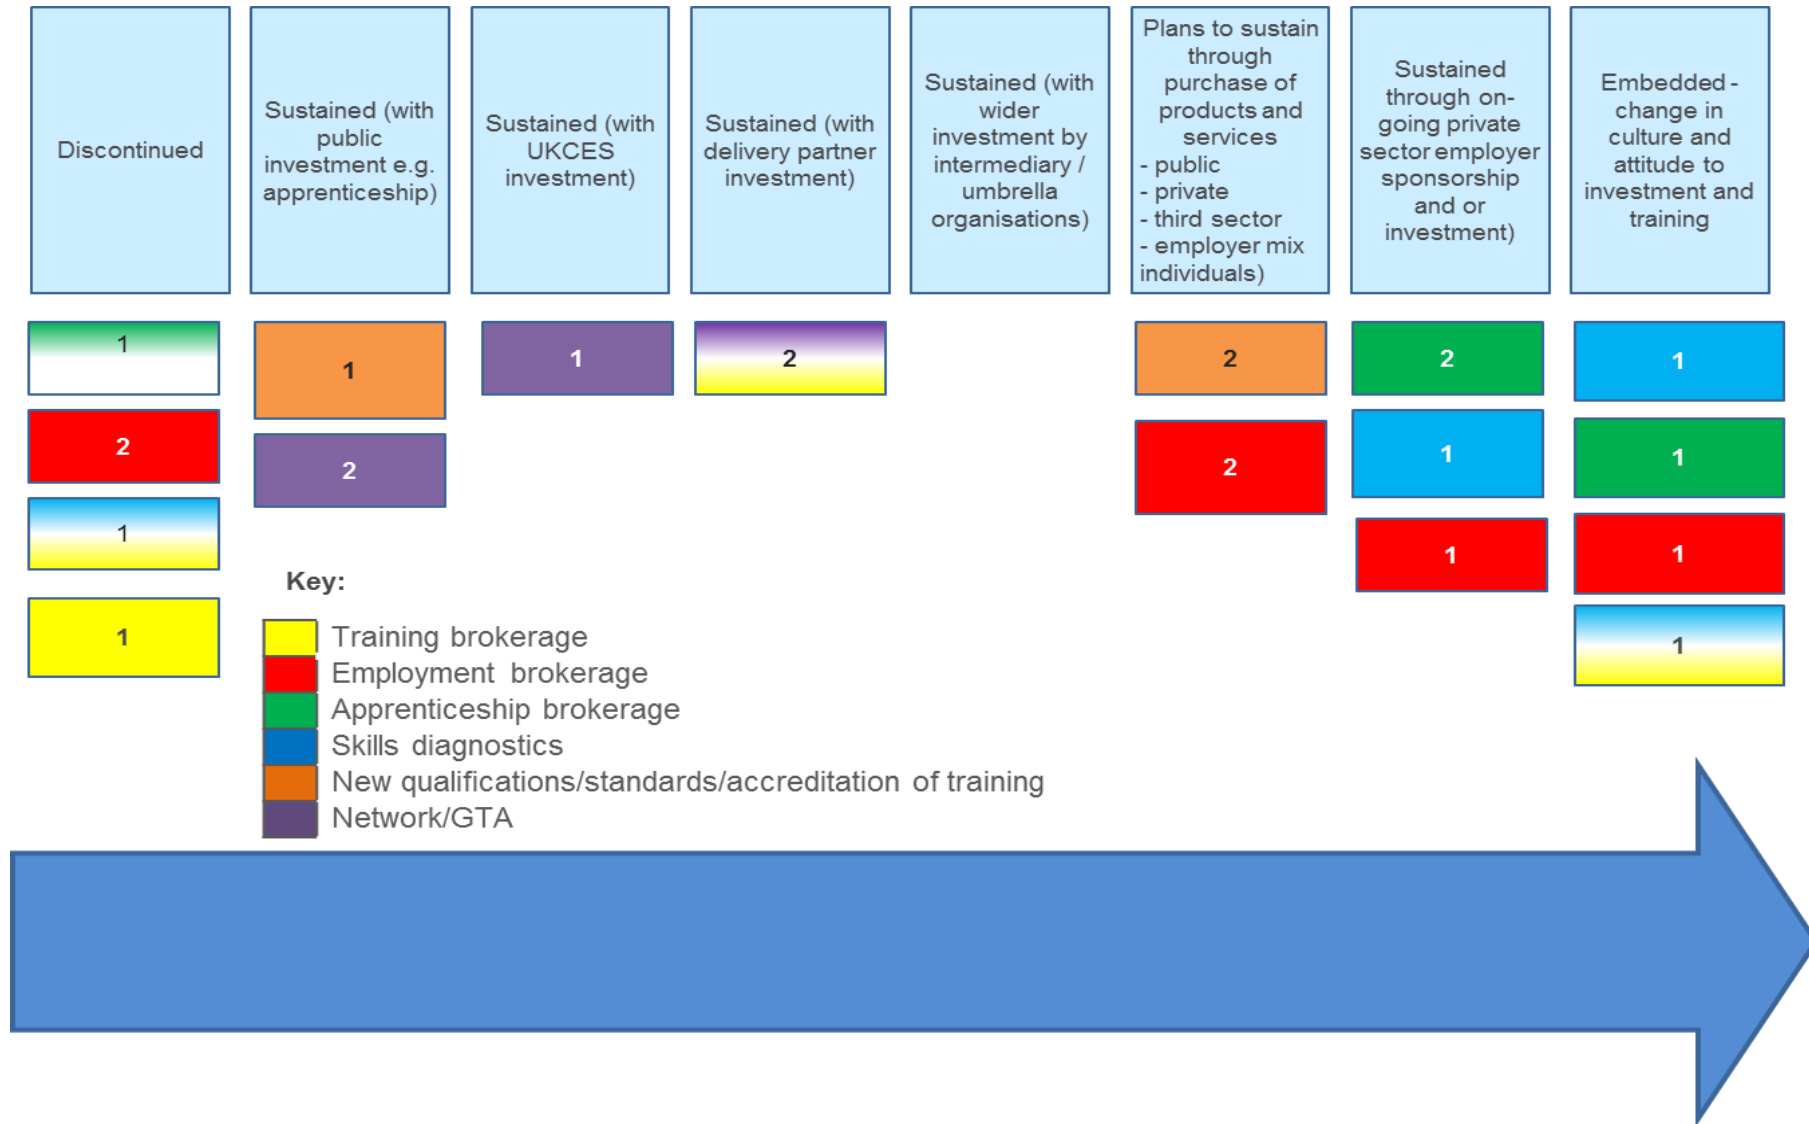 Discontinued
Sustained (with
public
investment e.g.
apprenticeship)
Sustained (with
UKCES
investment)
Sustained (with
delivery partner
investment)
Sustained (with
wider
investment by
intermediary /
umbrella
organisations)
Plans to sustain
through
purchase of
products and
services
- public
- private
- third sector
- employer mix
individuals)
Sustained
through on-
going private
sector employer
sponsorship
and or
investment)
Embedded -
change in
culture and
attitude to
investment and
training
1
2
1
1
1
2
1
2
2
2
2
1
1
1
1
1
1
Key:
Training brokerage
Employment brokerage
Apprenticeship brokerage
Skills diagnostics
New qualifications/standards/accreditation of training
Network/GTA